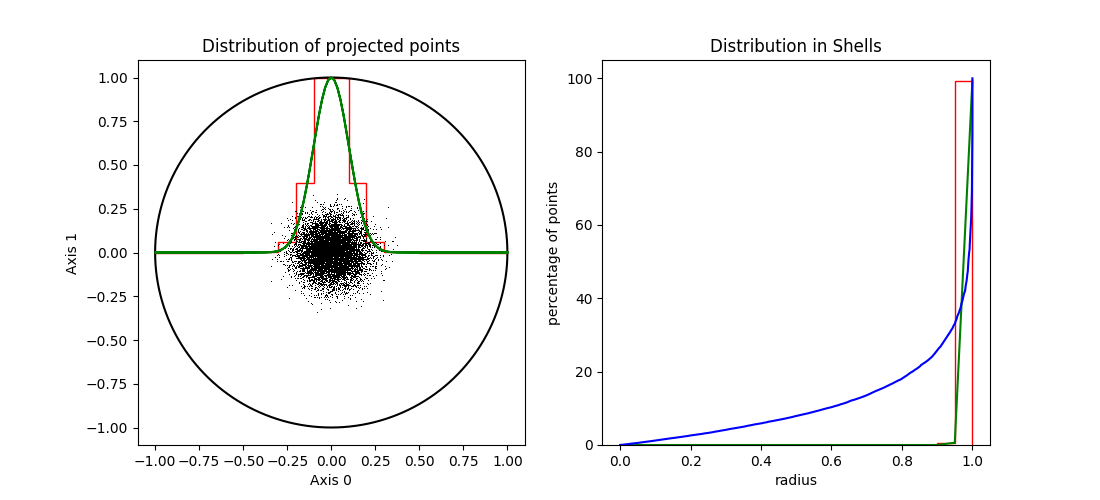 Distribution of projected points
1.00
0.75
0.50
0.25
0.00
−0.25
−0.50
−0.75
−1.00
Axis 1
−1.00 −0.75 −0.50 −0.25 0.00 0.25 0.50 0.75 1.00
Axis 0
Distribution in Shells
100
80
60
40
20
0
percentage of points
0.0 0.2 0.4 0.6 0.8 1.0
radius